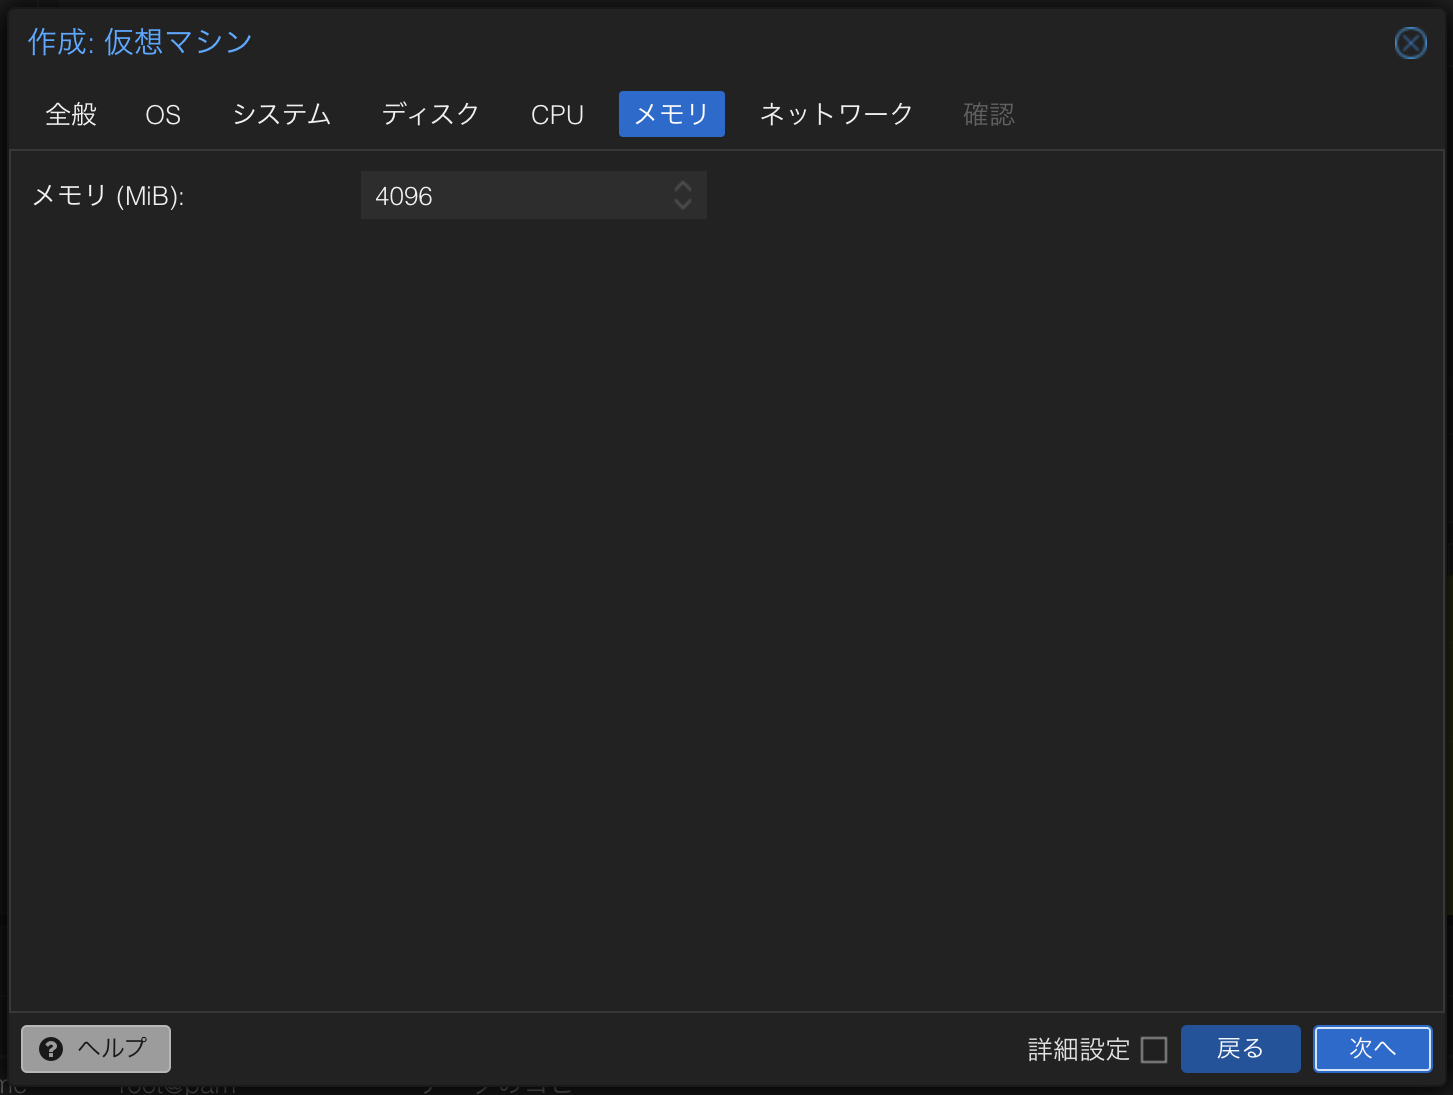 作成: 仮想マシン
全般 OS システム ディスク CPU メモリ ネットワーク 確認
メモリ (MiB): 4096
ヘルプ 詳細設定 戻る 次へ